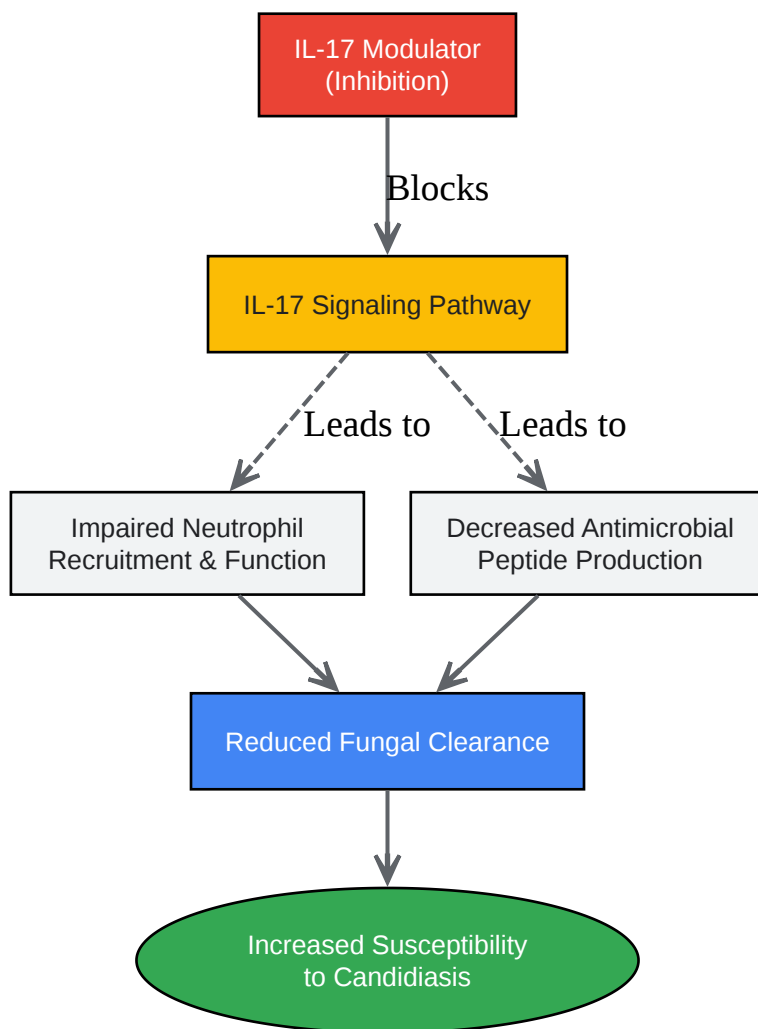 IL-17 Modulator
(Inhibition)
Blocks
IL-17 Signaling Pathway
Leads to
Leads to
Impaired Neutrophil
Recruitment & Function
Decreased Antimicrobial
Peptide Production
Reduced Fungal Clearance
Increased Susceptibility
to Candidiasis